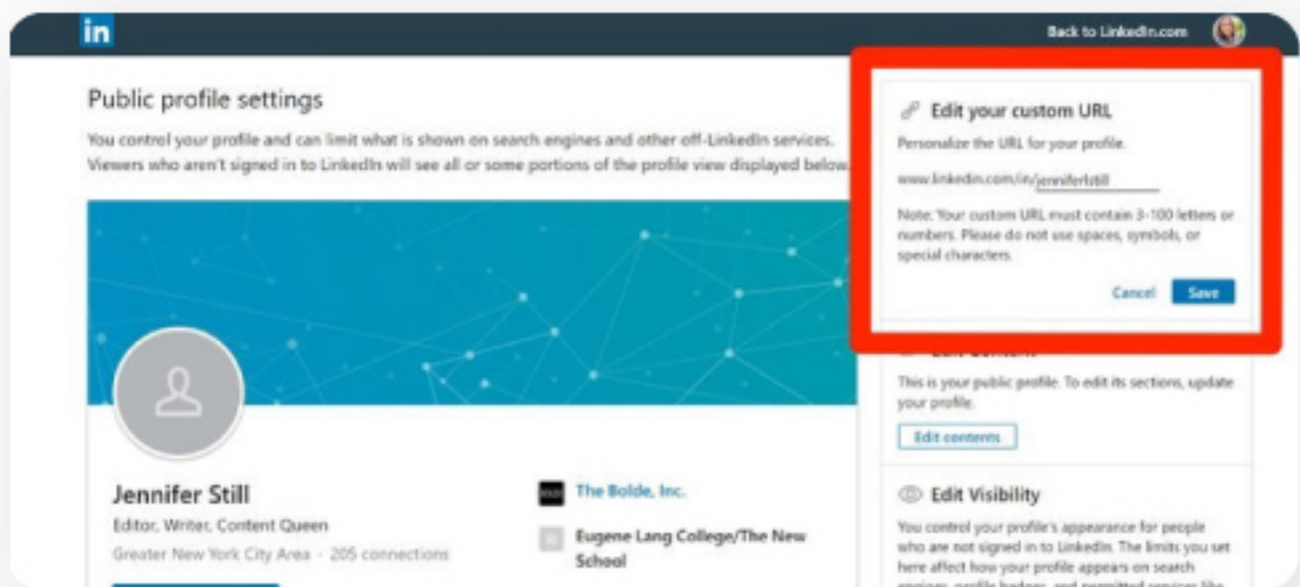 in
Back to LinkedIn.com
Public profile settings
You control your profile and can limit what is shown on search engines and other off-LinkedIn services.
Viewers who aren't signed in to LinkedIn will see all or some portions of the profile view displayed below.
Edit your custom URL
Personalize the URL for your profile.
www.linkedin.com/in/jenniferlstill
Note: Your custom URL must contain 3-100 letters or
numbers. Please do not use spaces, symbols, or
special characters.
Cancel Save
This is your public profile. To edit its sections, update
your profile.
Edit contents
Jennifer Still
Editor, Writer, Content Queen
Greater New York City Area · 205 connections
The Bolde, Inc.
Eugene Lang College/The New
School
Edit Visibility
You control your profile's appearance for people
who are not signed in to LinkedIn. The limits you set
here affect how your profile appears on search
engines, profile badges, and permitted services like